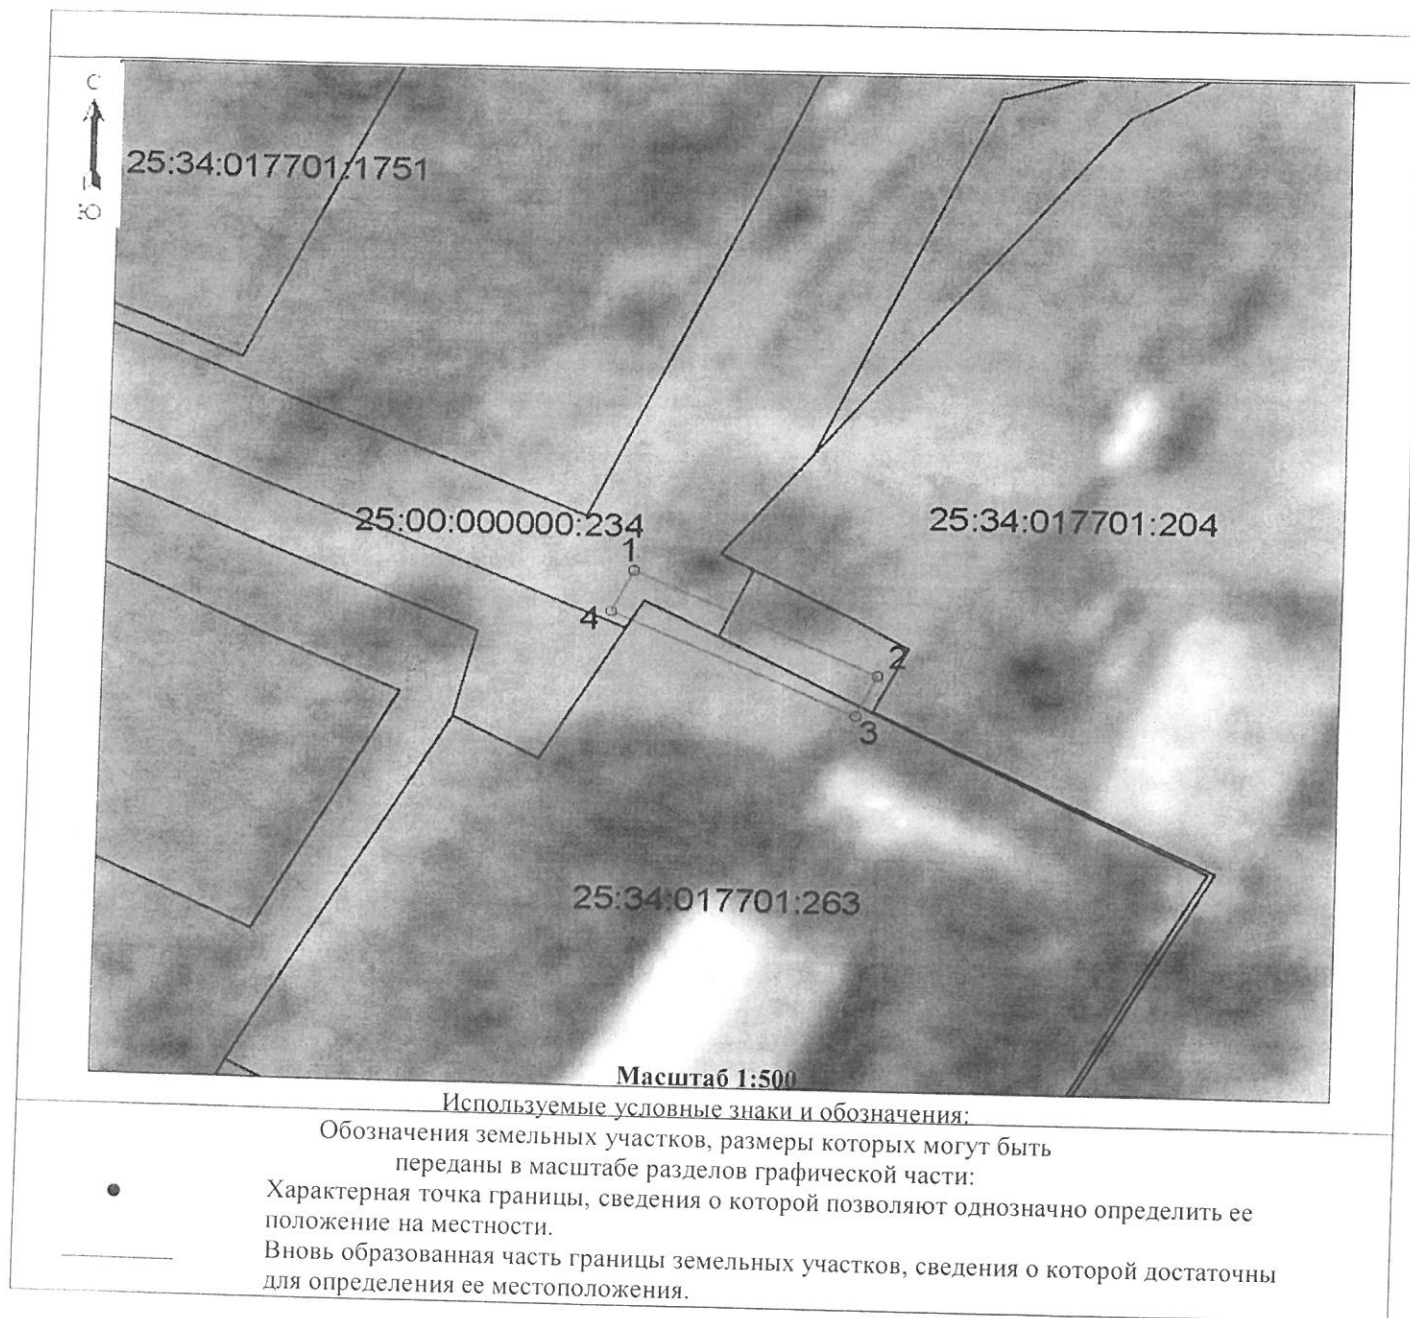 С
Ю
25:34:017701:1751
25:00:000000:234
25:34:017701:204
1
4
2
3
25:34:017701:263
Масштаб 1:500
Используемые условные знаки и обозначения:
Обозначения земельных участков, размеры которых могут быть
переданы в масштабе разделов графической части:
Характерная точка границы, сведения о которой позволяют однозначно определить ее
положение на местности.
Вновь образованная часть границы земельных участков, сведения о которой достаточны
для определения ее местоположения.